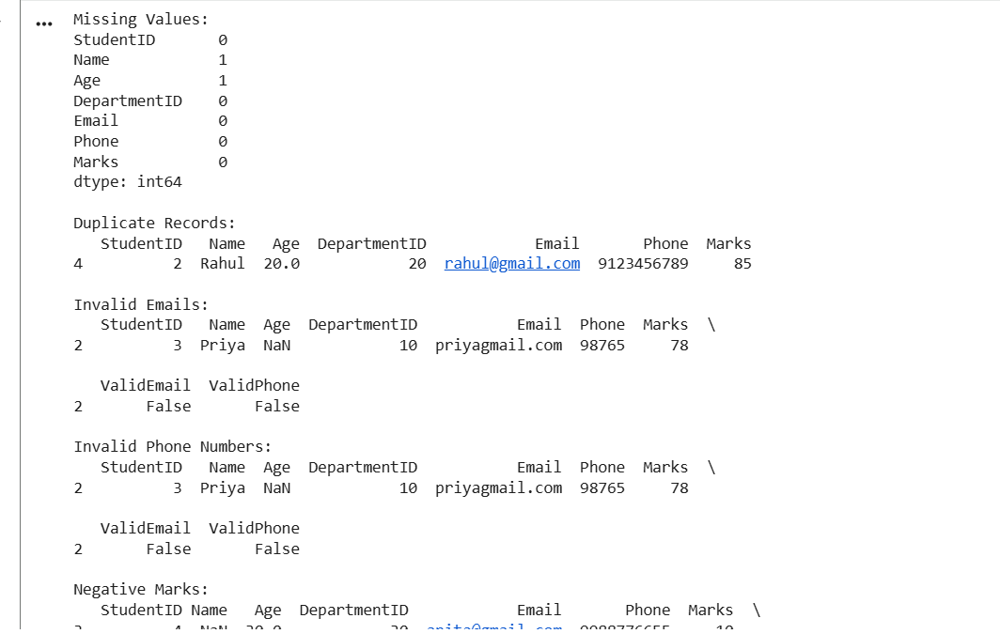 Missing Values:
StudentID       0
Name            1
Age             1
DepartmentID    0
Email           0
Phone           0
Marks           0
dtype: int64
Duplicate Records:
   StudentID   Name   Age  DepartmentID            Email       Phone  Marks
4          2  Rahul  20.0            20  rahul@gmail.com  9123456789     85
Invalid Emails:
   StudentID   Name  Age  DepartmentID           Email  Phone  Marks  \
2          3  Priya  NaN            10  priyagmail.com  98765     78
   ValidEmail  ValidPhone
2       False       False
Invalid Phone Numbers:
   StudentID   Name  Age  DepartmentID           Email  Phone  Marks  \
2          3  Priya  NaN            10  priyagmail.com  98765     78
   ValidEmail  ValidPhone
2       False       False
Negative Marks:
   StudentID Name   Age  DepartmentID            Email       Phone  Marks  \
NaN anita@gmail.com